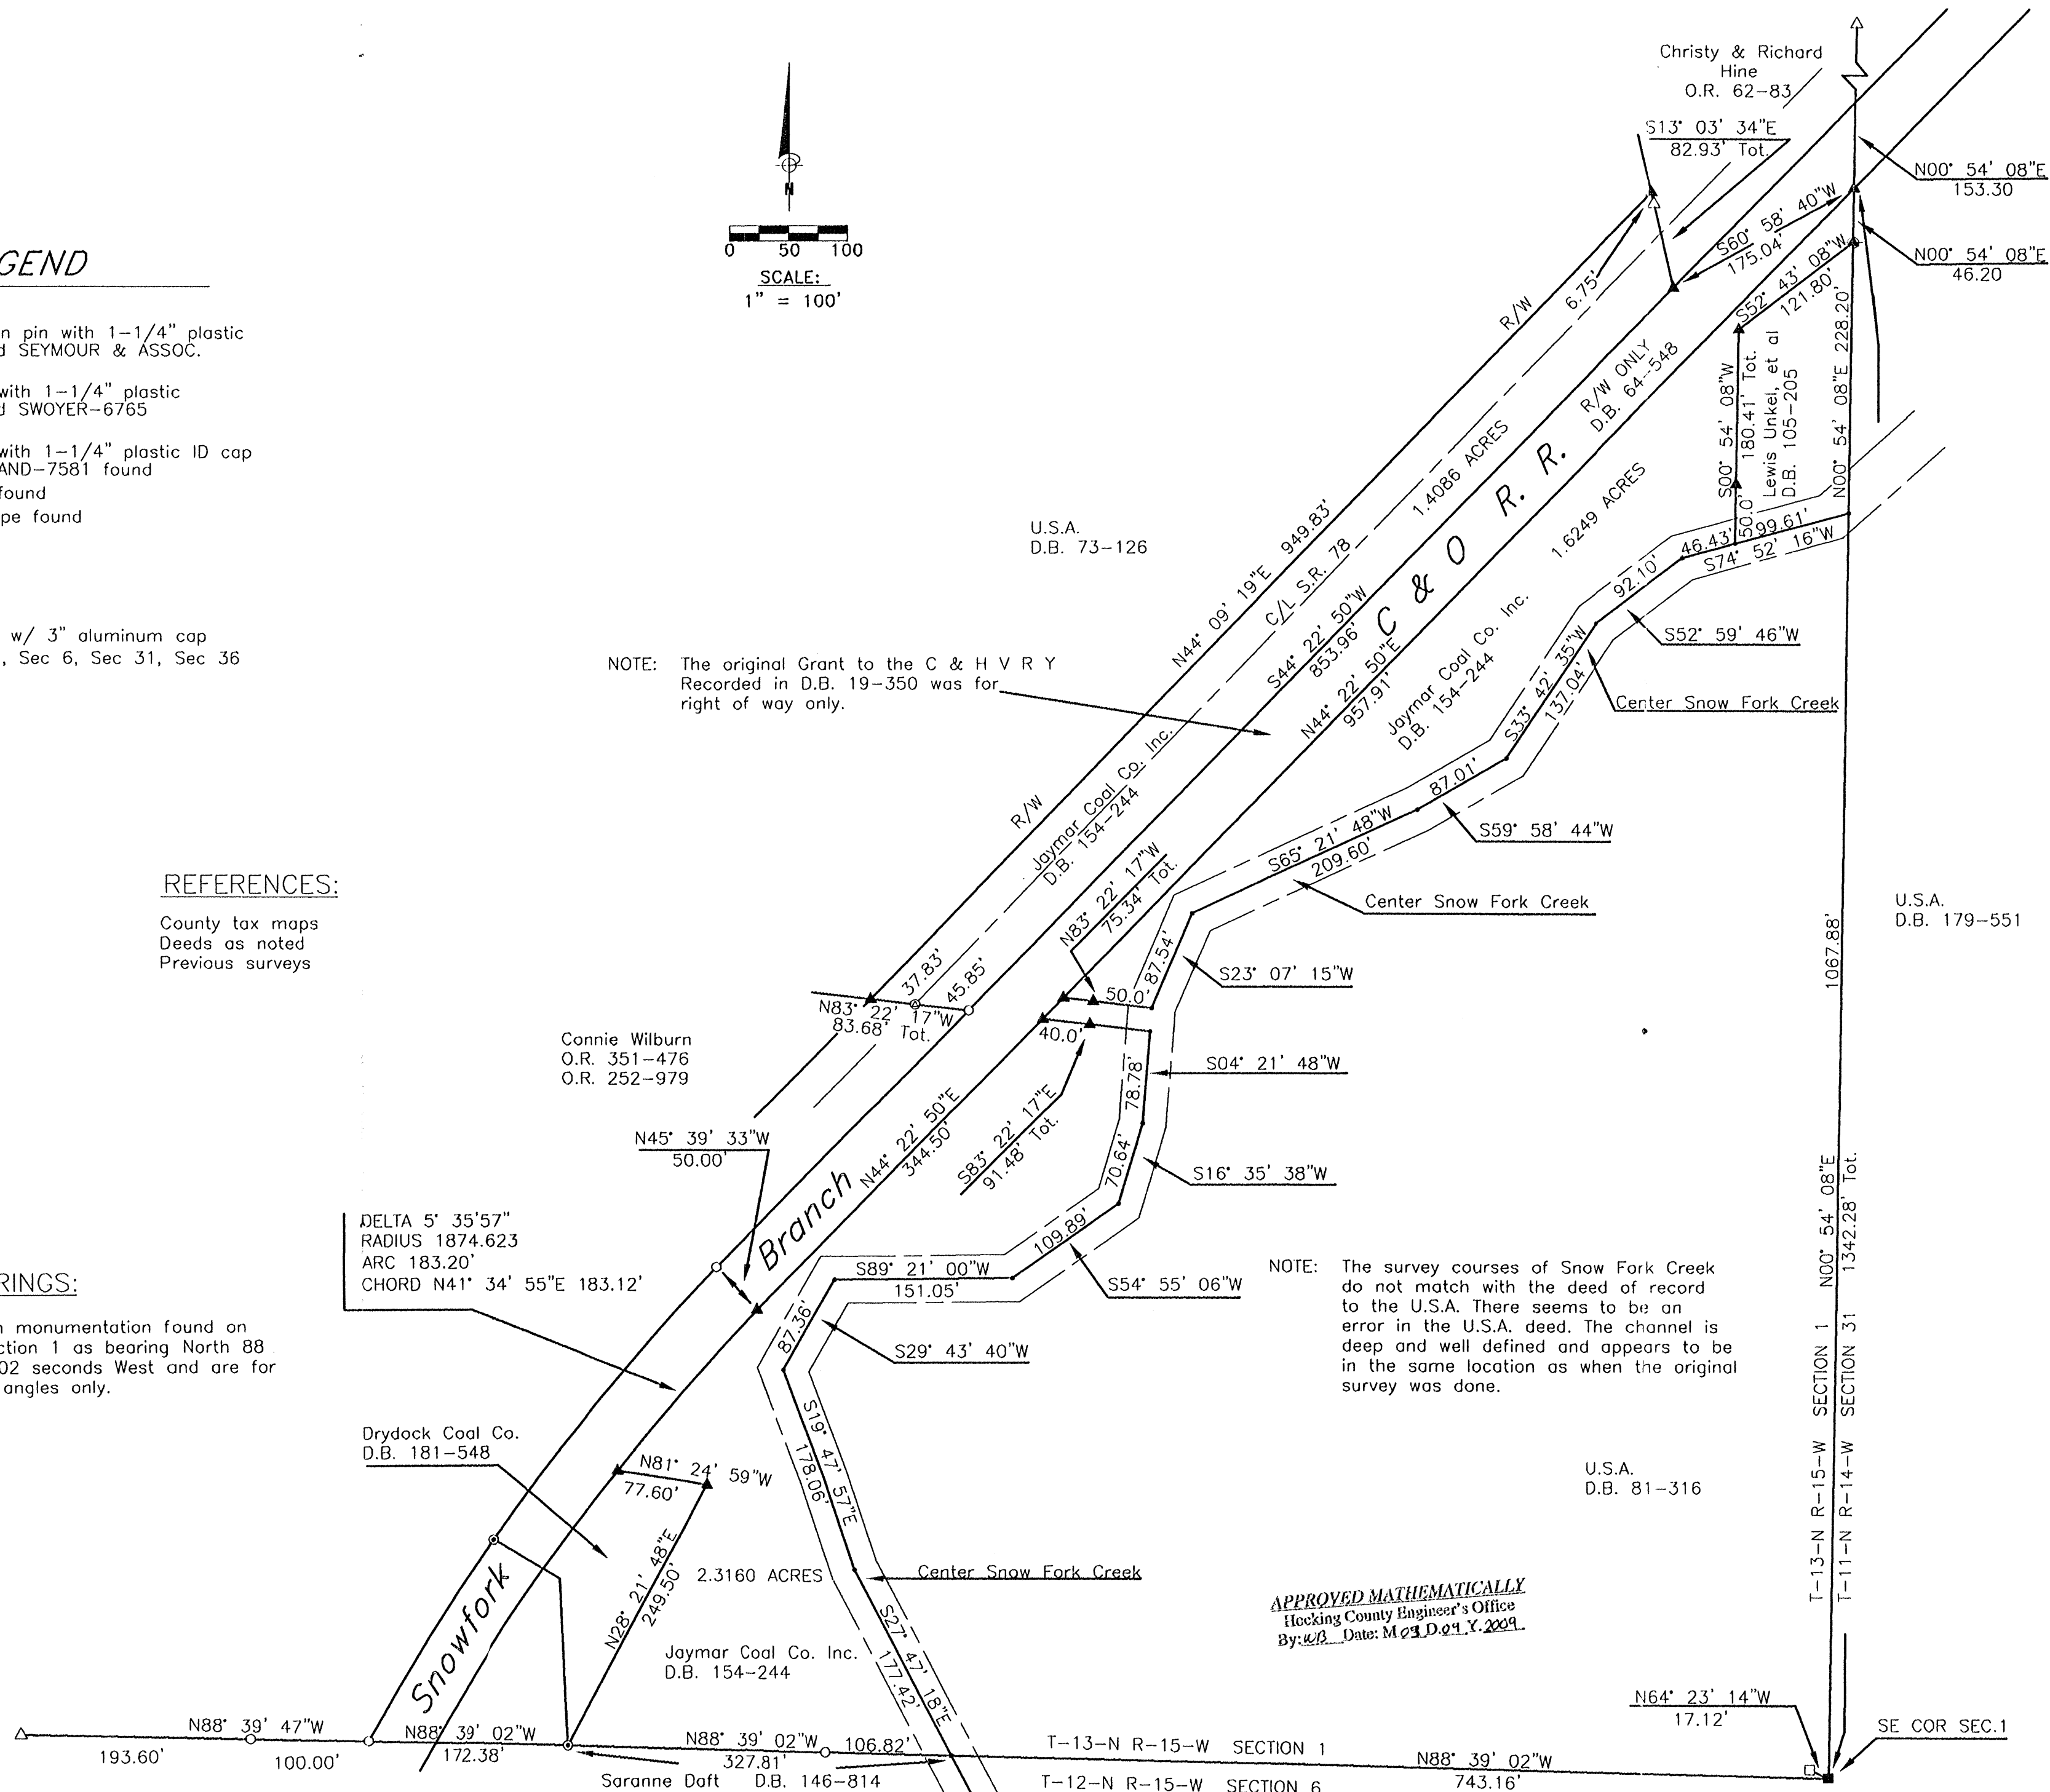 GEND
n pin with 1-1/4" plastic
d SEYMOUR & ASSOC.
with 1-1/4" plastic
d SWOYER-6765
with 1-1/4" plastic ID cap
AND-7581 found
found
pe found
w/ 3" aluminum cap
, Sec 6, Sec 31, Sec 36
REFERENCES:
County tax maps
Deeds as noted
Previous surveys
RINGS:
n monumentation found on
ction 1 as bearing North 88
02 seconds West and are for
angles only.
N
0 50 100
SCALE:
1" = 100'
Christy & Richard
Hine
O.R. 62-83
S13° 03' 34"E
82.93' Tot.
N00° 54' 08"E
153.30
N00° 54' 08"E
46.20
S60° 58' 40"W
175.04'
S52° 43' 08"W
121.80'
6.75'
R/W
R/W ONLY
D.B. 64-548
S00° 54' 08"W
180.41' Tot.
Lewis Unkel, et al
D.B. 105-205
N00° 54' 08"E 228.20'
50.0'
46.43'
99.61'
S74° 52' 16"W
1.4086 ACRES
1.6249 ACRES
C & O R. R.
U.S.A.
D.B. 73-126
N44° 09' 19"E 949.83'
C/L S.R. 78
S44° 22' 50"W
853.96'
N44° 22' 50"E
957.91'
92.10'
S52° 59' 46"W
S33° 42' 35"W
137.04'
Center Snow Fork Creek
Jaymar Coal Co. Inc.
D.B. 154-244
NOTE: The original Grant to the C & H V R Y
Recorded in D.B. 19-350 was for
right of way only.
R/W
Jaymar Coal Co. Inc.
D.B. 154-244
87.01'
S59° 58' 44"W
S65° 21' 48"W
209.60'
Center Snow Fork Creek
N83° 22' 17"W
75.34' Tot.
U.S.A.
D.B. 179-551
1067.88'
87.54'
S23° 07' 15"W
50.0'
37.83'
45.85'
N83° 22' 17"W
83.68' Tot.
40.0'
Connie Wilburn
O.R. 351-476
O.R. 252-979
S04° 21' 48"W
78.78'
S83° 22' 17"E
91.48' Tot.
N44° 22' 50"E
344.50'
N45° 39' 33"W
50.00'
70.64'
S16° 35' 38"W
Branch
109.89'
S54° 55' 06"W
DELTA 5° 35'57"
RADIUS 1874.623
ARC 183.20'
CHORD N41° 34' 55"E 183.12'
S89° 21' 00"W
151.05'
87.36'
S29° 43' 40"W
NOTE: The survey courses of Snow Fork Creek
do not match with the deed of record
to the U.S.A. There seems to be an
error in the U.S.A. deed. The channel is
deep and well defined and appears to be
in the same location as when the original
survey was done.
N00° 54' 08"E
1342.28' Tot.
T-13-N R-15-W SECTION 1
T-11-N R-14-W SECTION 31
Drydock Coal Co.
D.B. 181-548
N81° 24' 59"W
77.60'
S19° 47' 57"E
178.06'
U.S.A.
D.B. 81-316
N28° 21' 48"E
249.50'
2.3160 ACRES
Center Snow Fork Creek
Snowfork
S27° 47' 18"E
177.42'
Jaymar Coal Co. Inc.
D.B. 154-244
APPROVED MATHEMATICALLY
Hocking County Engineer's Office
By: WB Date: M 03 D. 09 Y. 2009
N64° 23' 14"W
17.12'
SE COR SEC.1
N88° 39' 47"W
193.60' 100.00'
N88° 39' 02"W
172.38'
N88° 39' 02"W
327.81'
106.82'
T-13-N R-15-W SECTION 1
N88° 39' 02"W
743.16'
Saranne Daft D.B. 146-814
T-12-N R-15-W SECTION 6